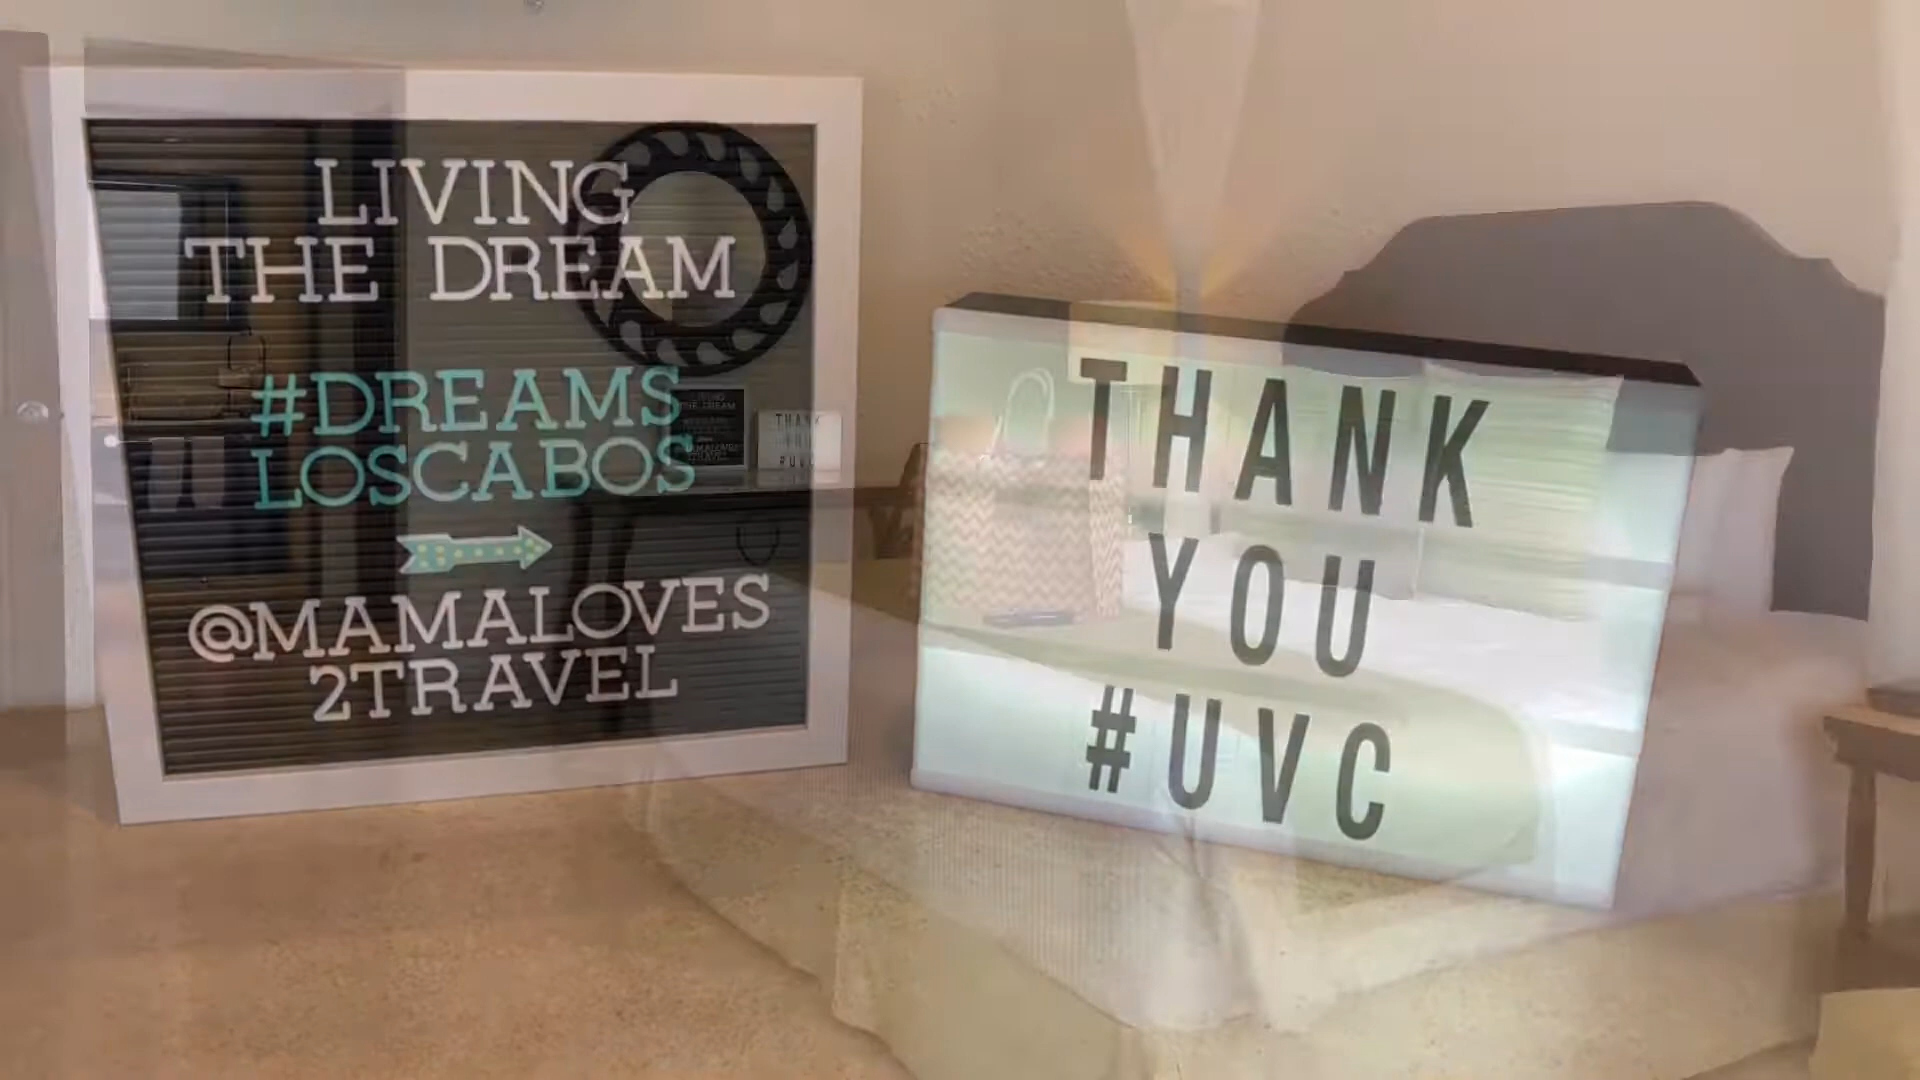 LIVING
THE DREAM
#DREAMS
LOSCABOS
@MAMALOVES
2TRAVEL
THANK
YOU
#UVC